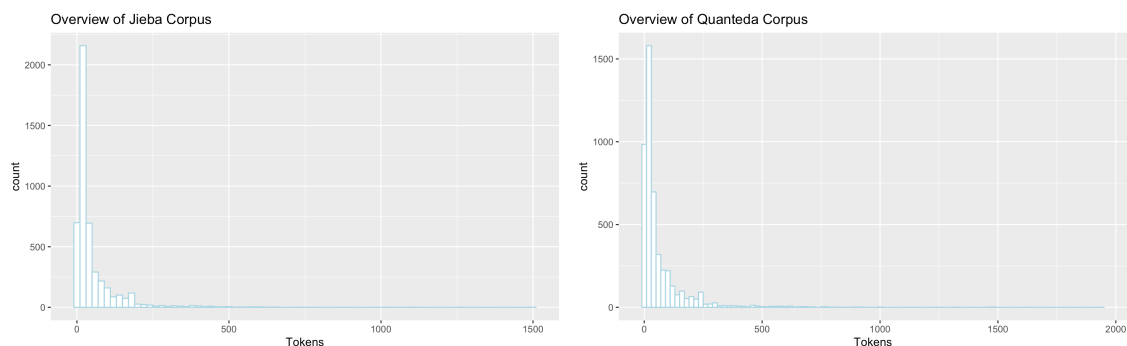 Overview of Jieba Corpus
2000
1500
1000
500
0
count
0 500 1000 1500
Tokens
Overview of Quanteda Corpus
1500
1000
500
0
count
0 500 1000 1500 2000
Tokens